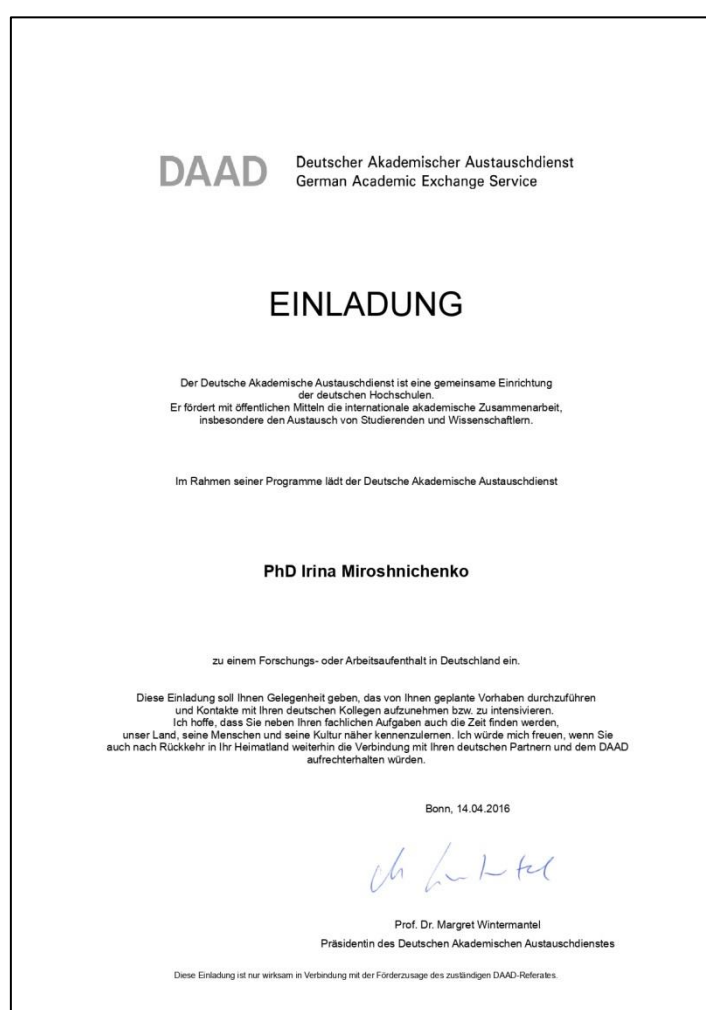 DAAD
Deutscher Akademischer Austauschdienst
German Academic Exchange Service
EINLADUNG
Der Deutsche Akademische Austauschdienst ist eine gemeinsame Einrichtung
der deutschen Hochschulen.
Er fördert mit öffentlichen Mitteln die internationale akademische Zusammenarbeit,
insbesondere den Austausch von Studierenden und Wissenschaftlern.
Im Rahmen seiner Programme lädt der Deutsche Akademische Austauschdienst
PhD Irina Miroshnichenko
zu einem Forschungs- oder Arbeitsaufenthalt in Deutschland ein.
Diese Einladung soll Ihnen Gelegenheit geben, das von Ihnen geplante Vorhaben durchzuführen
und Kontakte mit Ihren deutschen Kollegen aufzunehmen bzw. zu intensivieren.
Ich hoffe, dass Sie neben Ihren fachlichen Aufgaben auch die Zeit finden werden,
unser Land, seine Menschen und seine Kultur näher kennenzulernen. Ich würde mich freuen, wenn Sie
auch nach Rückkehr in Ihr Heimatland weiterhin die Verbindung mit Ihren deutschen Partnern und dem DAAD
aufrechterhalten würden.
Bonn, 14.04.2016
Prof. Dr. Margret Wintermantel
Präsidentin des Deutschen Akademischen Austauschdienstes
Diese Einladung ist nur wirksam in Verbindung mit der Förderzusage des zuständigen DAAD-Referates.